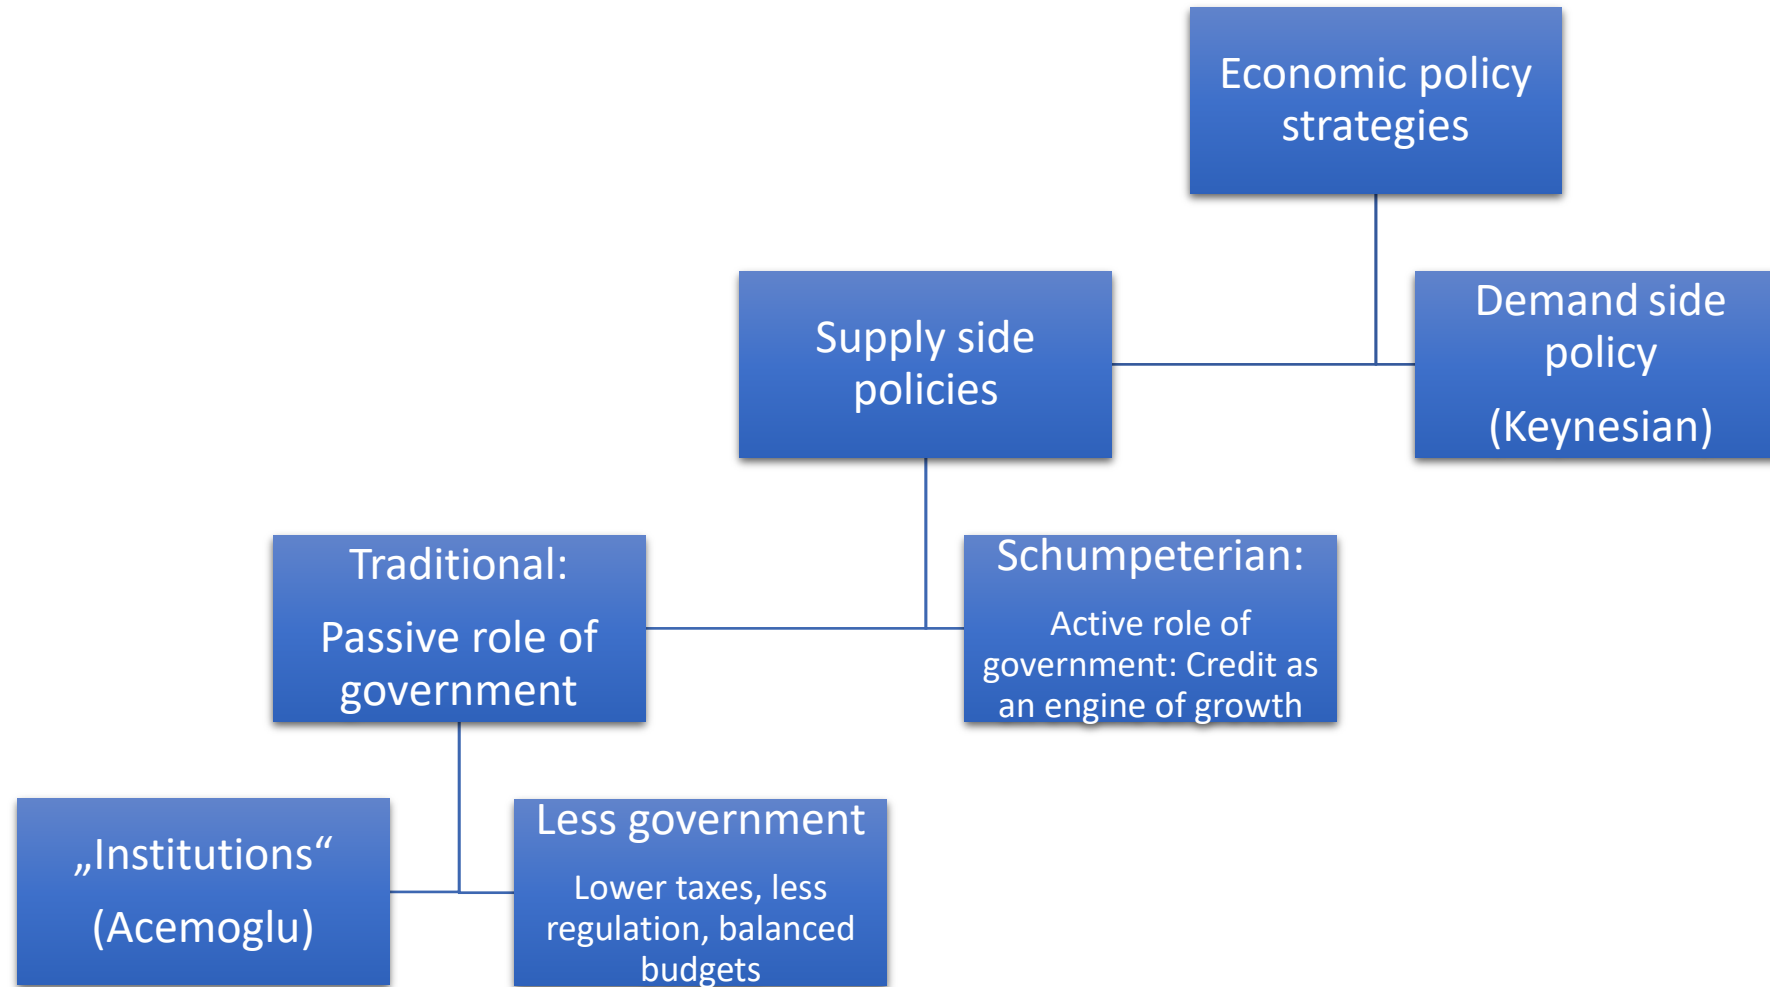 Economic policy
strategies
Supply side
policies
Demand side
policy
(Keynesian)
Traditional:
Passive role of
government
Schumpeterian:
Active role of
government: Credit as
an engine of growth
„Institutions“
(Acemoglu)
Less government
Lower taxes, less
regulation, balanced
budgets